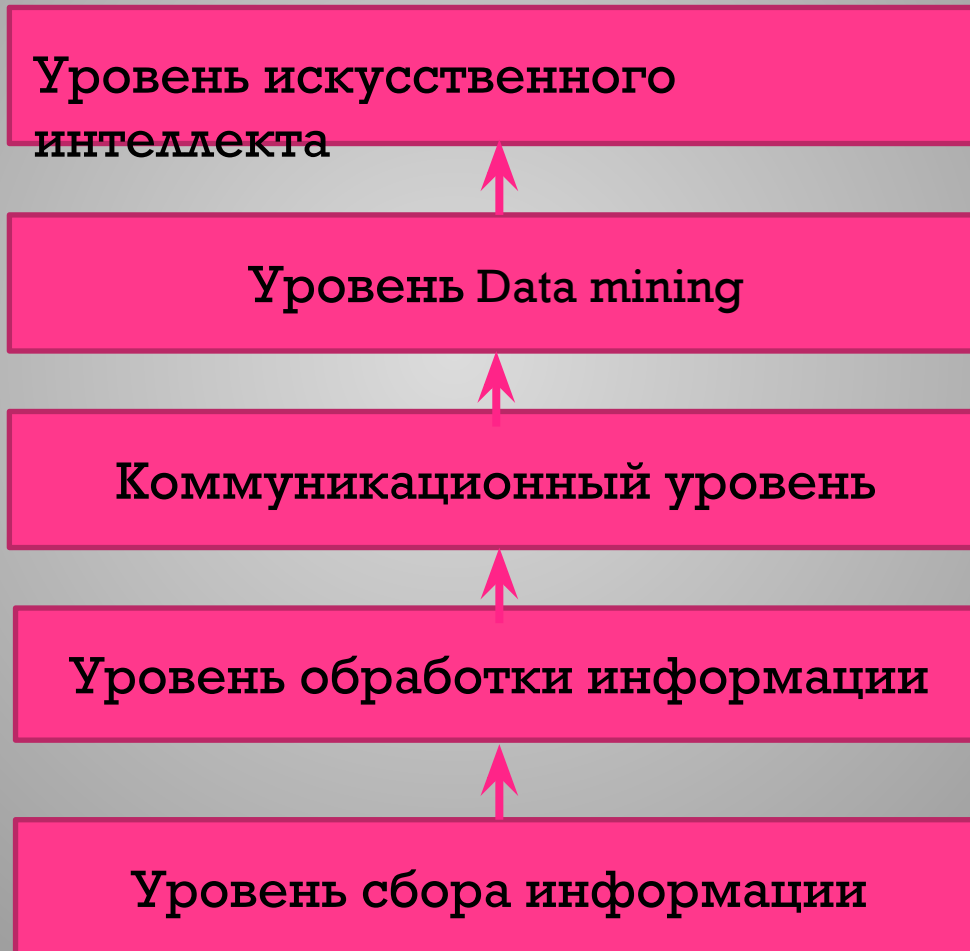 Уровень искусственного
интеллекта
Уровень Data mining
Коммуникационный уровень
Уровень обработки информации
Уровень сбора информации